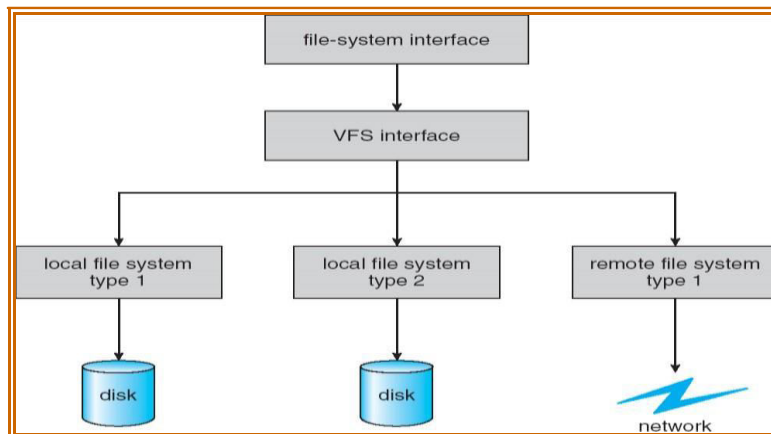 file-system interface
VFS interface
local file system
type 1
local file system
type 2
remote file system
type 1
disk
disk
network